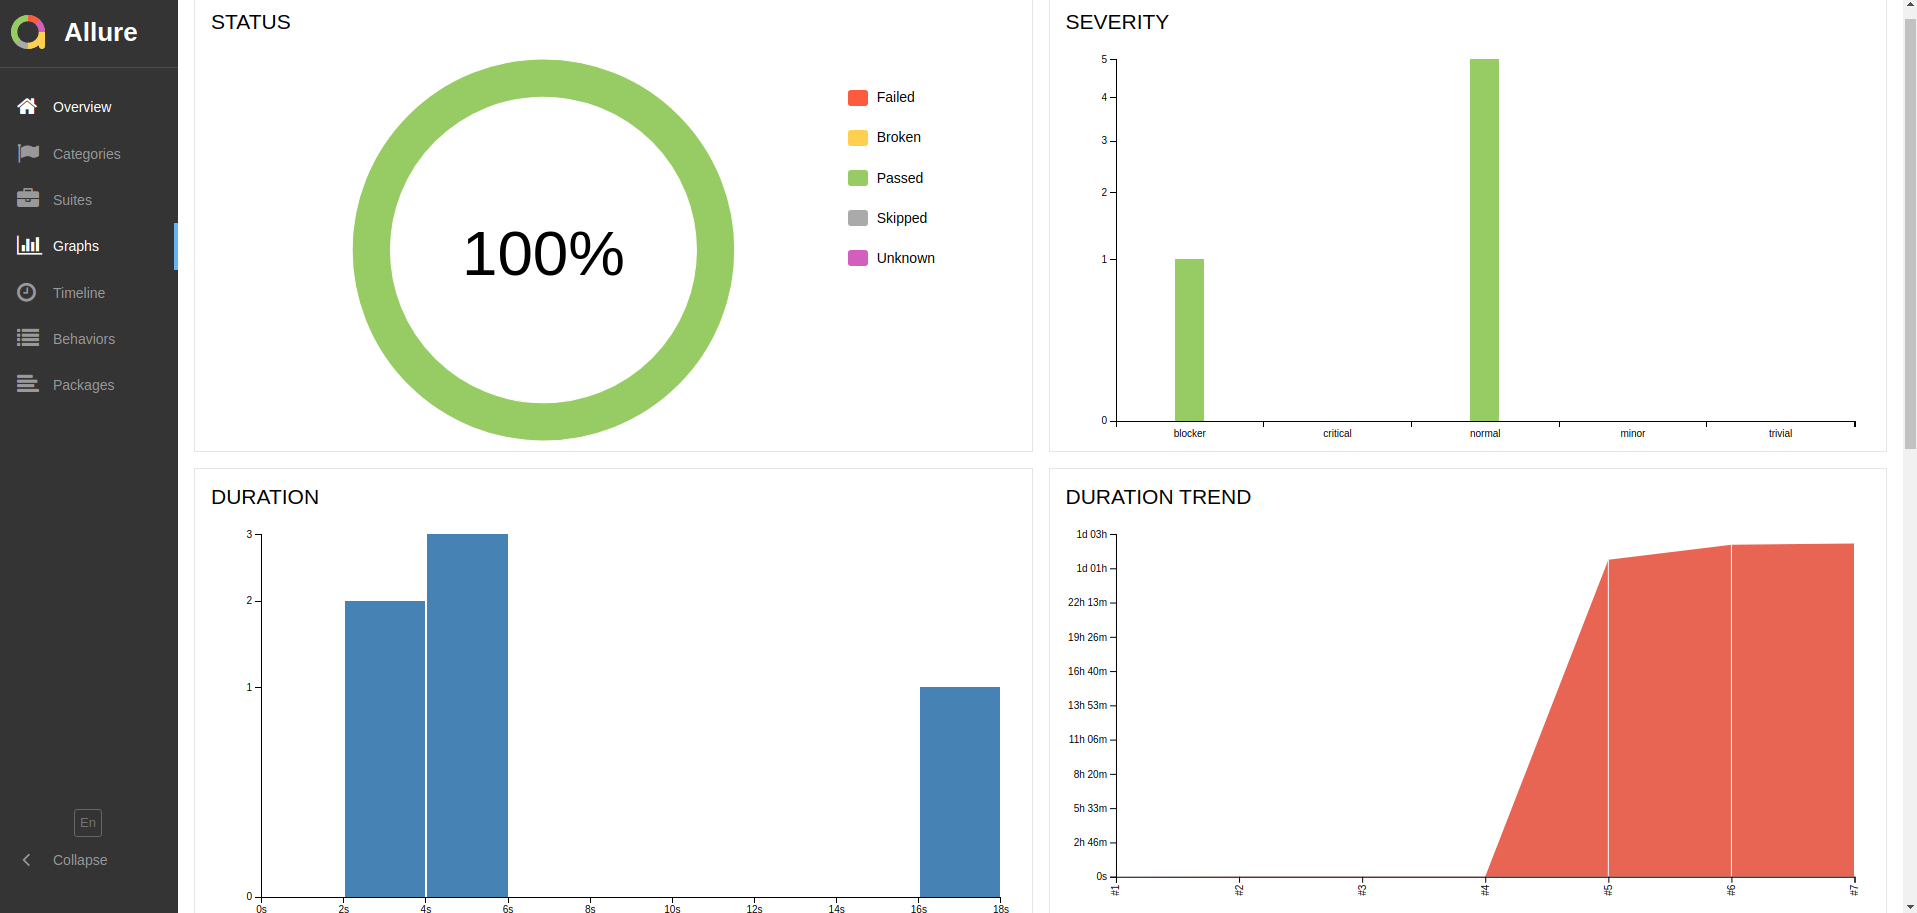 Allure
Overview
Categories
Suites
Graphs
Timeline
Behaviors
Packages
En
Collapse
STATUS
100%
Failed
Broken
Passed
Skipped
Unknown
SEVERITY
5
4
3
2
1
0
blocker critical normal minor trivial
DURATION
3
2
1
0
0s 2s 4s 6s 8s 10s 12s 14s 16s 18s
DURATION TREND
1d 03h
1d 01h
22h 13m
19h 26m
16h 40m
13h 53m
11h 06m
8h 20m
5h 33m
2h 46m
0s
#1 #2 #3 #4 #5 #6 #7